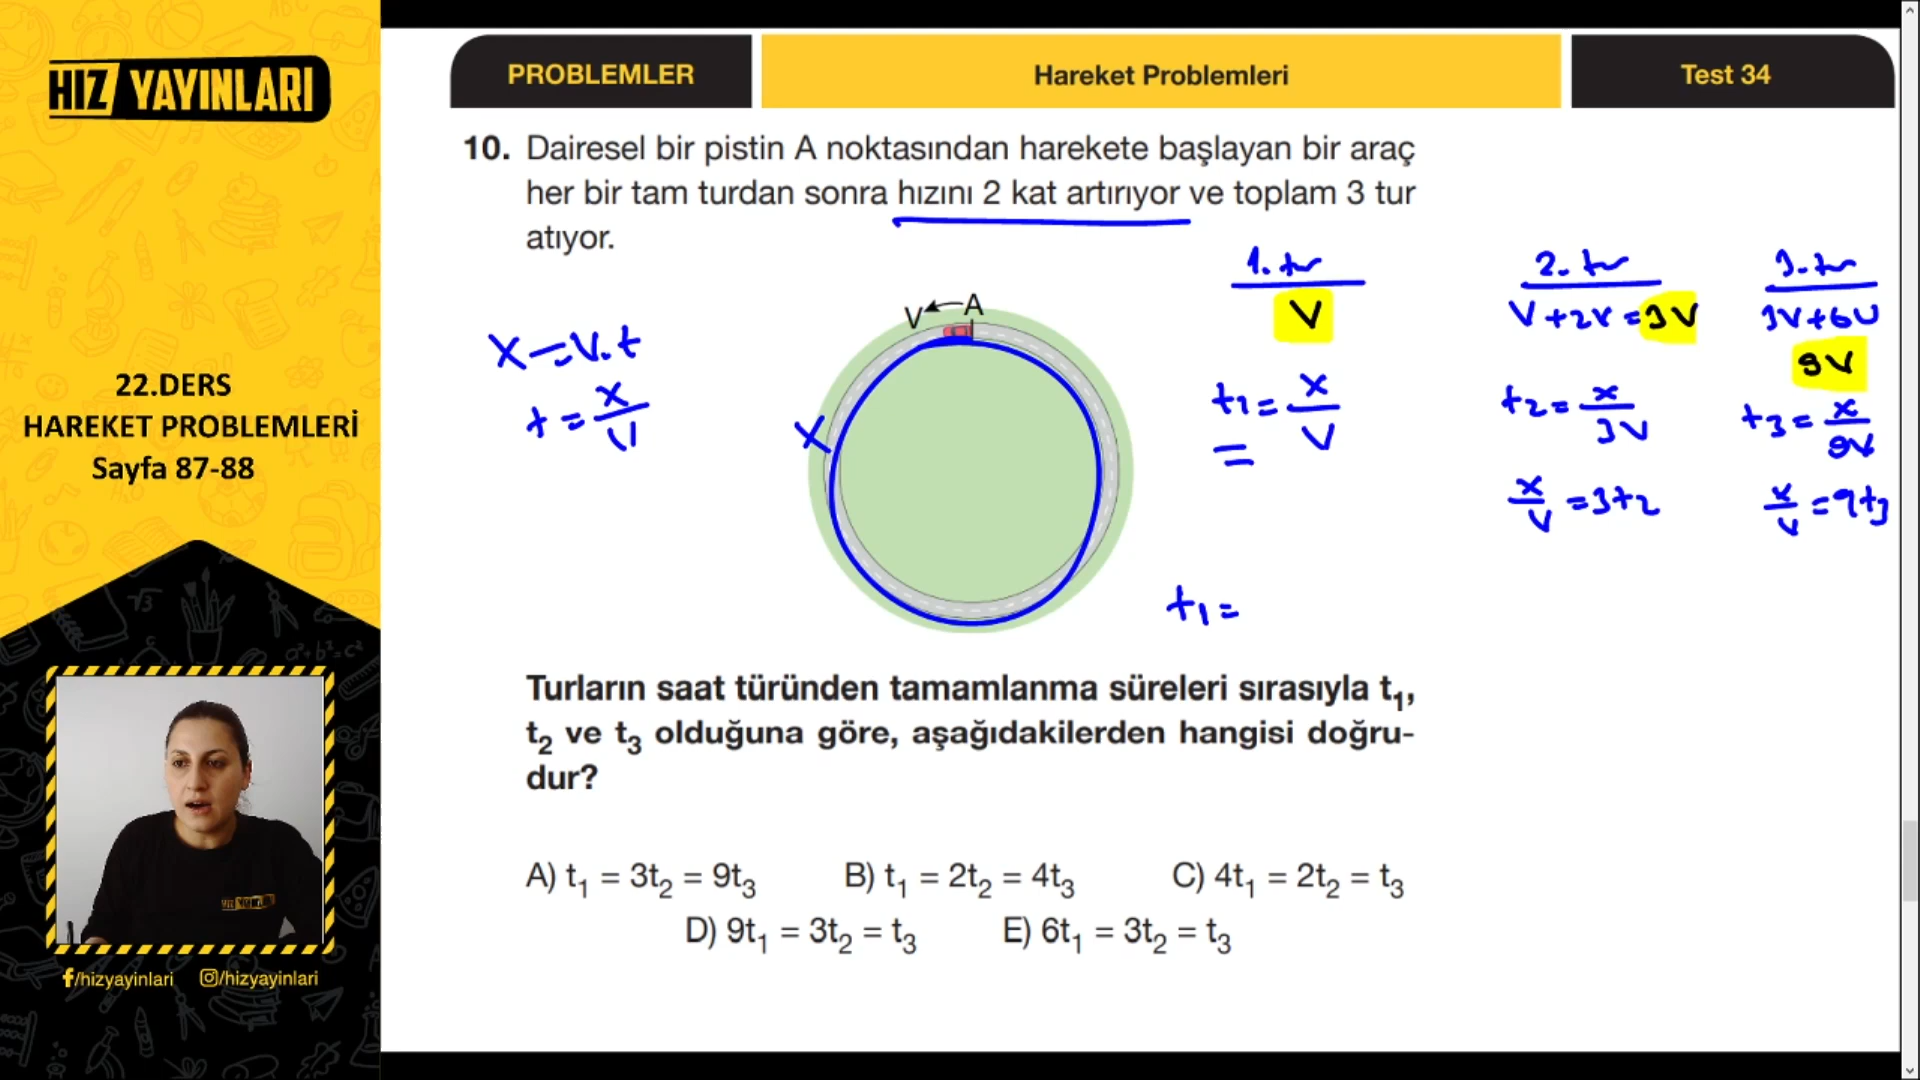 HIZ YAYINLARI
22.DERS
HAREKET PROBLEMLERİ
Sayfa 87-88
/hizyayinlari /hizyayinlari
PROBLEMLER
Hareket Problemleri
Test 34
10. Dairesel bir pistin A noktasından harekete başlayan bir araç
her bir tam turdan sonra hızını 2 kat artırıyor ve toplam 3 tur
atıyor.
V A
X
X = V.t
t = x/V
1. tur
V
t1 = x/V
=
2. tur
V+2V = 3V
t2 = x/3V
x/V = 3t2
3. tur
3V+6V
9V
t3 = x/9V
x/V = 9t3
t1 =
Turların saat türünden tamamlanma süreleri sırasıyla t₁,
t₂ ve t₃ olduğuna göre, aşağıdakilerden hangisi doğru-
dur?
A) t₁ = 3t₂ = 9t₃ B) t₁ = 2t₂ = 4t₃ C) 4t₁ = 2t₂ = t₃
D) 9t₁ = 3t₂ = t₃ E) 6t₁ = 3t₂ = t₃